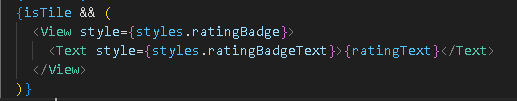 {isTile && (
<View style={styles.ratingBadge}>
<Text style={styles.ratingBadgeText}>{ratingText}</Text>
</View>
)}